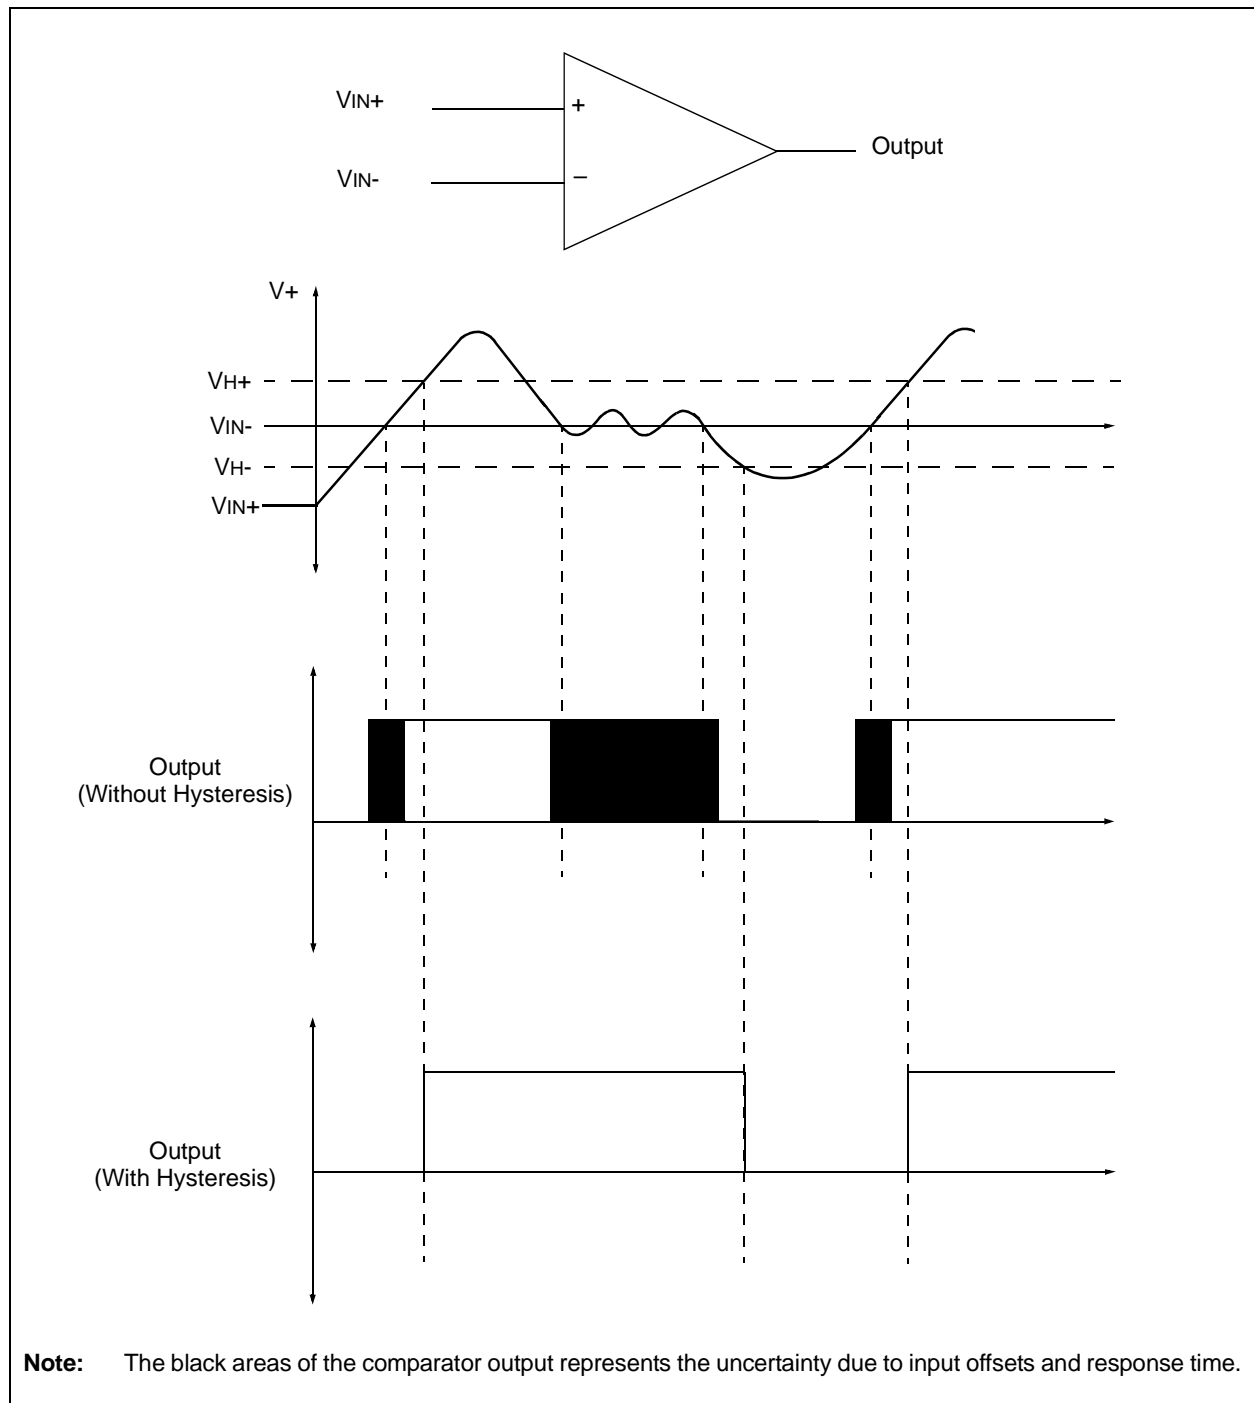 VIN+
+
Output
VIN-
−
V+
VH+
VIN-
VH-
VIN+
Output
(Without Hysteresis)
Output
(With Hysteresis)
Note: The black areas of the comparator output represents the uncertainty due to input offsets and response time.